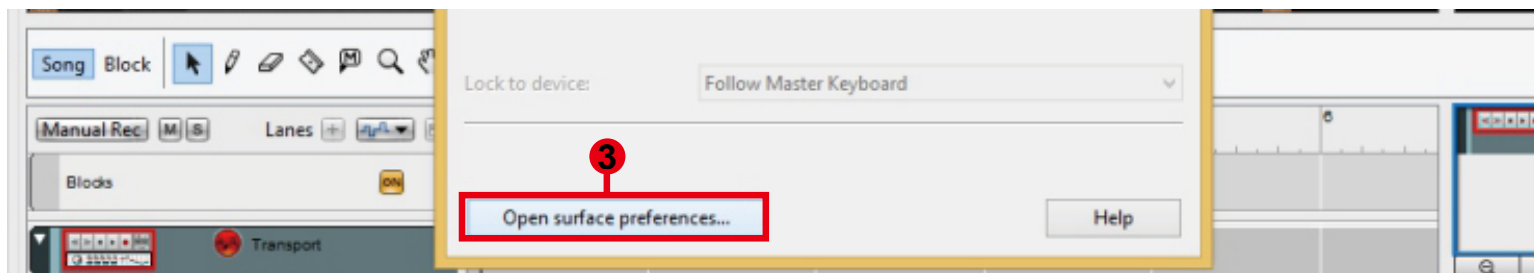 Song Block M
Lock to device: Follow Master Keyboard
Manual Rec M S Lanes +
6
3
Blocks ON
Open surface preferences... Help
Transport